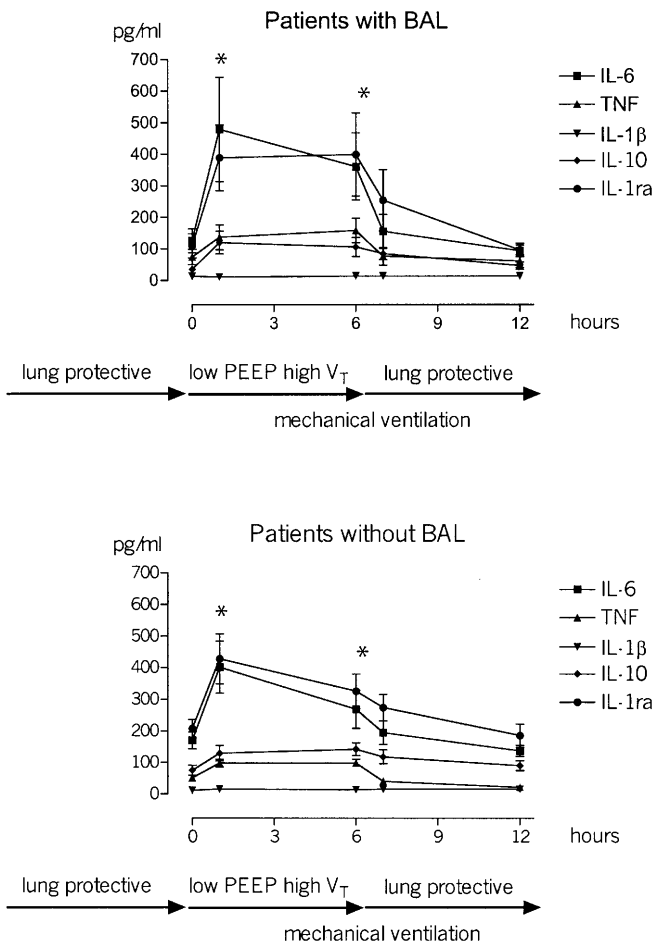 Patients with BAL
pg/ml
700
600
500
400
300
200
100
0
* *
IL-6
TNF
IL-1β
IL·10
IL·1ra
0 3 6 9 12 hours
lung protective low PEEP high V_T lung protective
mechanical ventilation
Patients without BAL
pg/ml
700
600
500
400
300
200
100
0
* *
IL·6
TNF
IL·1β
IL·10
IL·1ra
0 3 6 9 12 hours
lung protective low PEEP high V_T lung protective
mechanical ventilation